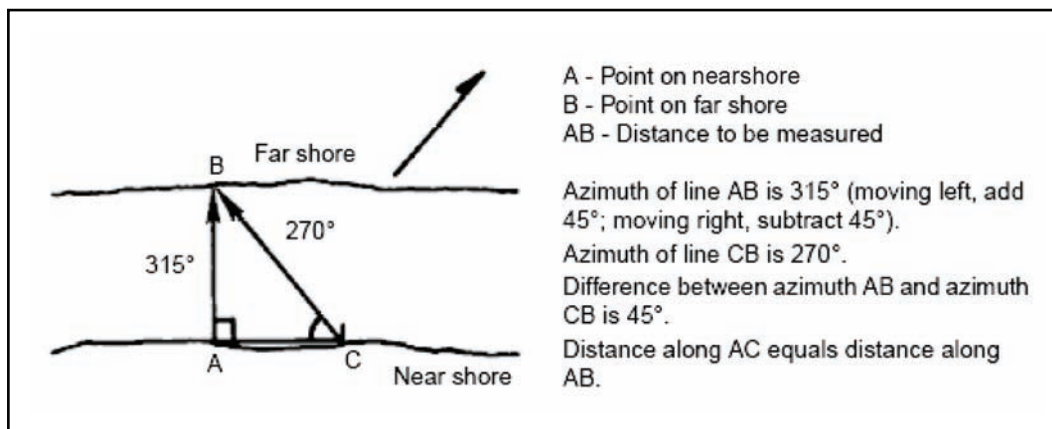 A - Point on nearshore
B - Point on far shore
AB - Distance to be measured
B
Far shore
270°
315°
A
C
Near shore
Azimuth of line AB is 315° (moving left, add
45°; moving right, subtract 45°).
Azimuth of line CB is 270°.
Difference between azimuth AB and azimuth
CB is 45°.
Distance along AC equals distance along
AB.